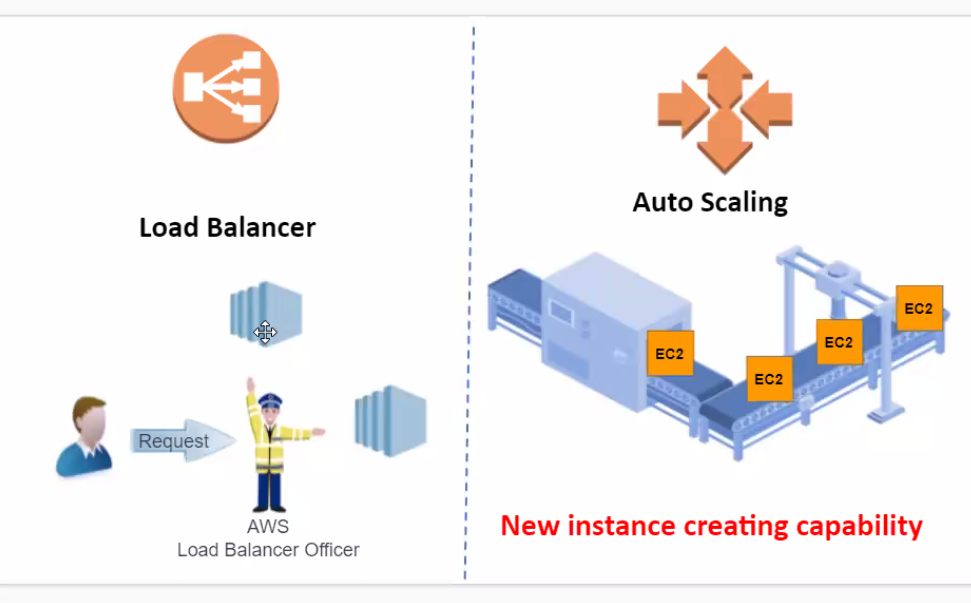 Load Balancer
Request
AWS
Load Balancer Officer
Auto Scaling
EC2
EC2
EC2
EC2
New instance creating capability